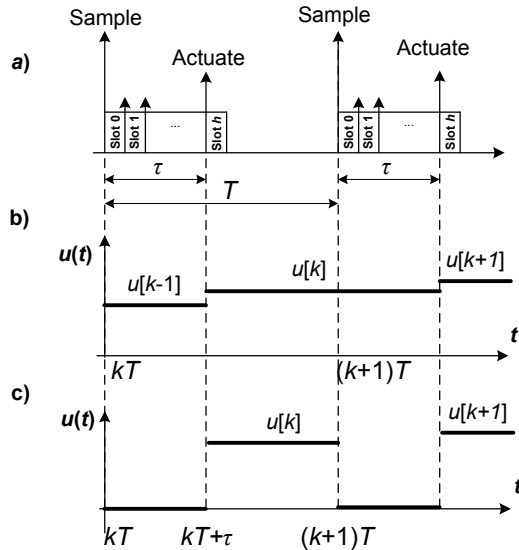 Sample
Sample
a)
Actuate
Actuate
Slot 0
Slot 1
...
Slot h
Slot 0
Slot 1
...
Slot h
τ
τ
T
b)
u(t)
u[k-1]
u[k]
u[k+1]
t
kT
(k+1)T
c)
u(t)
u[k]
u[k+1]
t
kT
kT+τ
(k+1)T